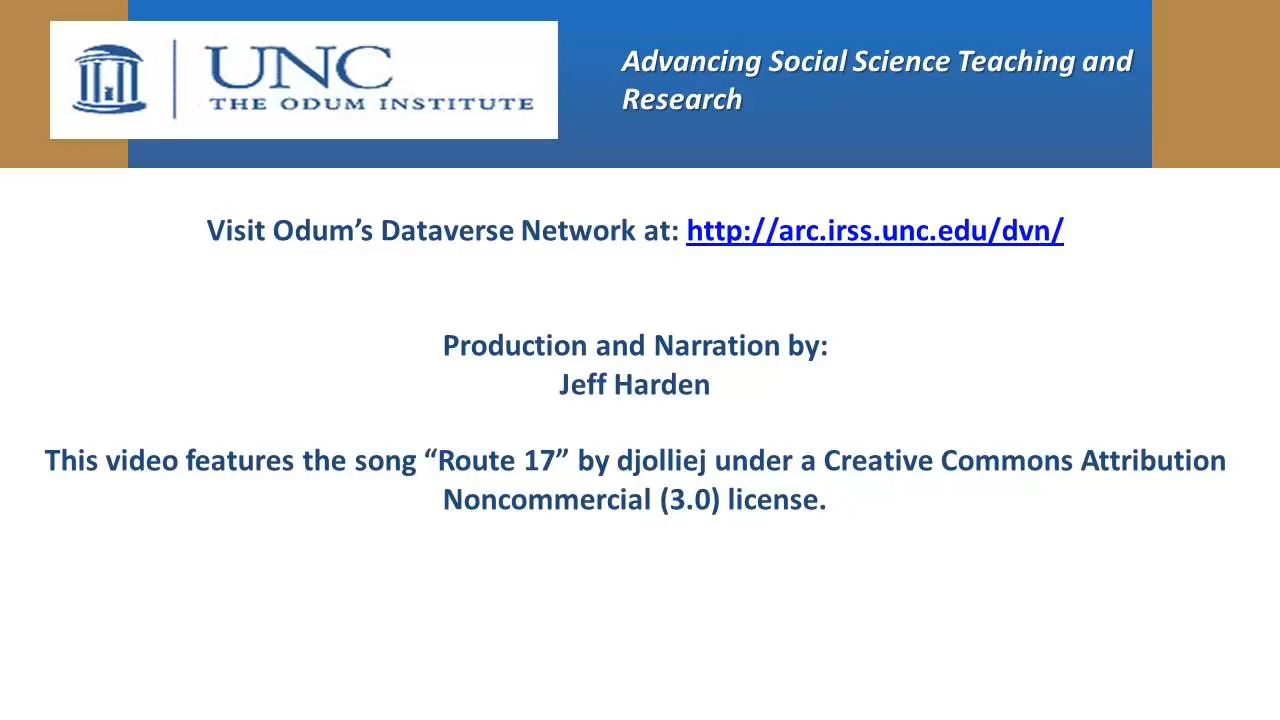 UNC
THE ODUM INSTITUTE
Advancing Social Science Teaching and
Research
Visit Odum’s Dataverse Network at: http://arc.irss.unc.edu/dvn/
Production and Narration by:
Jeff Harden
This video features the song “Route 17” by djolliej under a Creative Commons Attribution
Noncommercial (3.0) license.